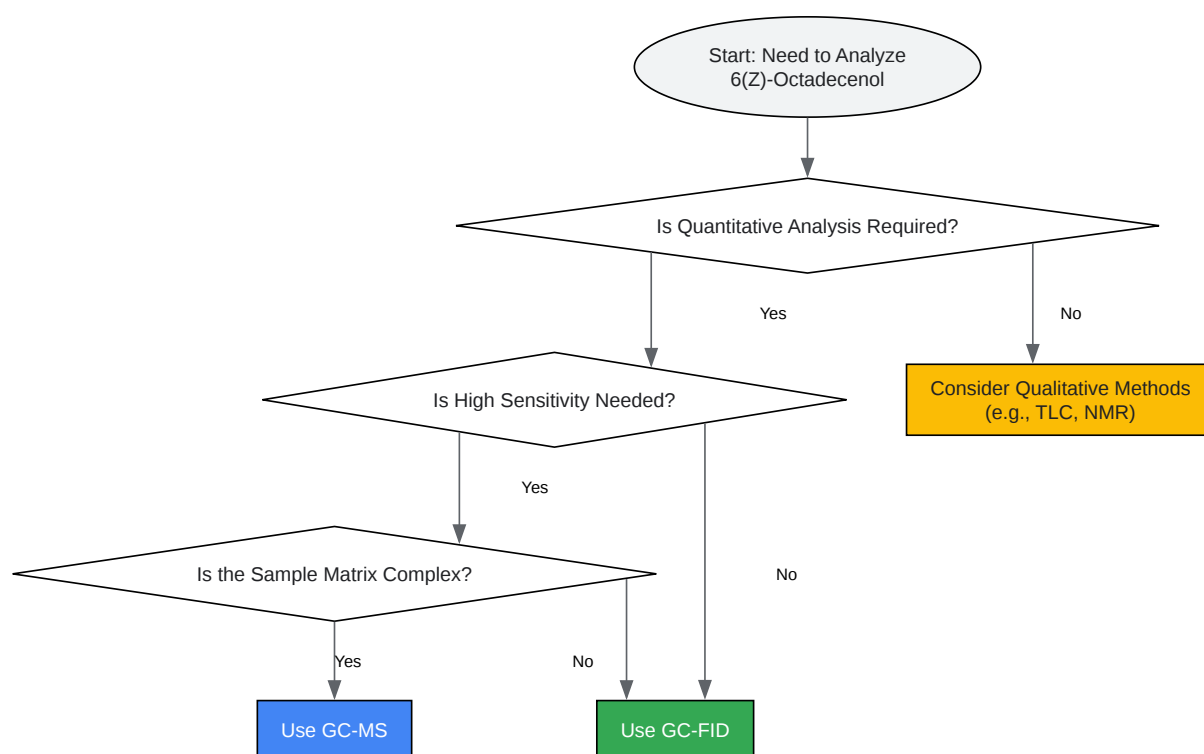 Start: Need to Analyze
6(Z)-Octadecenol
Is Quantitative Analysis Required?
Yes
No
Is High Sensitivity Needed?
Consider Qualitative Methods
(e.g., TLC, NMR)
Yes
Is the Sample Matrix Complex?
No
Yes
No
Use GC-MS
Use GC-FID